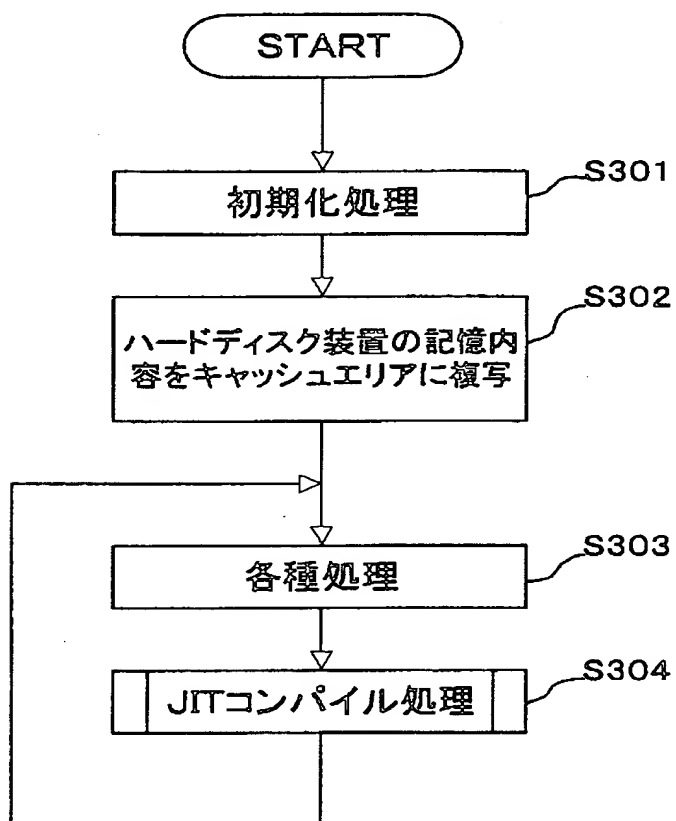 START
S301
初期化処理
S302
ハードディスク装置の記憶内
容をキャッシュエリアに複写
S303
各種処理
S304
JITコンパイル処理